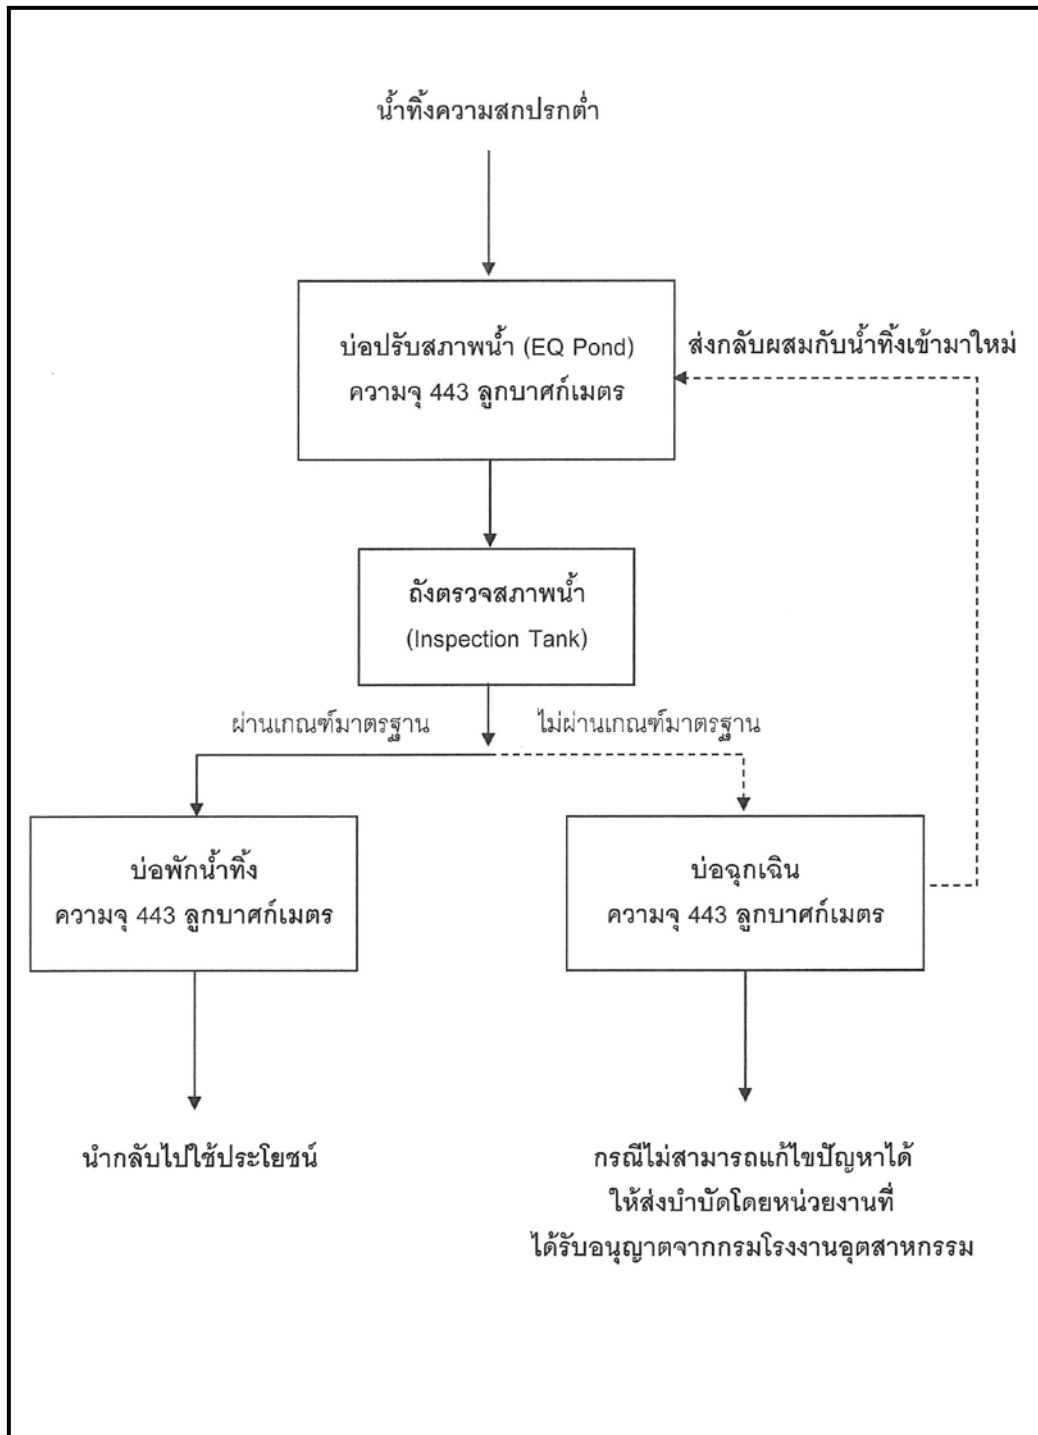 น้ำทิ้งความสกปรกต่ำ
บ่อปรับสภาพน้ำ (EQ Pond)
ความจุ 443 ลูกบาศก์เมตร
ส่งกลับผสมกับน้ำทิ้งเข้ามาใหม่
ถังตรวจสภาพน้ำ
(Inspection Tank)
ผ่านเกณฑ์มาตรฐาน
ไม่ผ่านเกณฑ์มาตรฐาน
บ่อพักน้ำทิ้ง
ความจุ 443 ลูกบาศก์เมตร
บ่อฉุกเฉิน
ความจุ 443 ลูกบาศก์เมตร
นำกลับไปใช้ประโยชน์
กรณีไม่สามารถแก้ไขปัญหาได้
ให้ส่งบำบัดโดยหน่วยงานที่
ได้รับอนุญาตจากกรมโรงงานอุตสาหกรรม